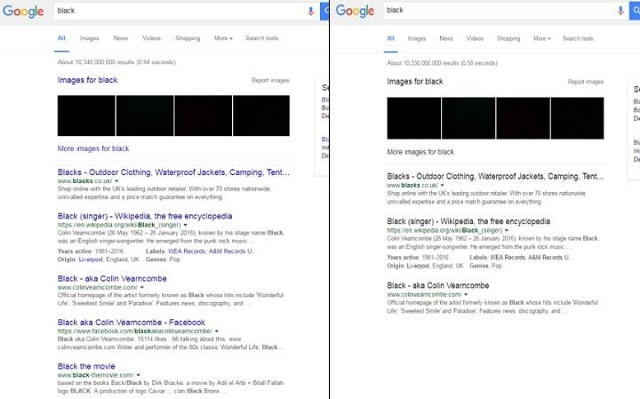 Google
black
All Images News Videos Shopping More Search tools
About 10,340,000,000 results (0.94 seconds)
Images for black
Report images
More images for black
Blacks - Outdoor Clothing, Waterproof Jackets, Camping, Tent...
www.blacks.co.uk/
Shop online with the UK's leading outdoor retailer. With over 70 stores nationwide,
unrivalled expertise and a price match guarantee on everything.
Black (singer) - Wikipedia, the free encyclopedia
https://en.wikipedia.org/wiki/Black_(singer)
Colin Vearncombe (26 May 1962 – 26 January 2016), known by his stage name Black,
was an English singer-songwriter. He emerged from the punk rock music ...
Years active: 1981–2016 Labels: WEA Records; A&M Records U...
Origin: Liverpool, England, UK Genres: Pop
Black - aka Colin Vearncombe
www.colinvearncombe.com/
Official homepage of the artist formerly known as Black whose hits include 'Wonderful
Life', 'Sweetest Smile' and 'Paradise'. Features news, discography, and ...
Black aka Colin Vearncombe - Facebook
https://www.facebook.com/blackakacolinvearncombe/
Black aka Colin Vearncombe. 15114 likes · 66 talking about this. www.
colinvearncombe.com Writer and performer of the 80s classic Wonderful Life, Black...
Black the movie
www.black-themovie.com/
based on the books Back/Black by Dirk Bracke. a movie by Adil el Arbi + Bilall Fallah.
logo BLACK. A production of logo Caviar ... clan Black Bronx ...
Google
black
All Images News Videos Shopping More Search tools
About 10,330,000,000 results (0.58 seconds)
Images for black
Report images
More images for black
Blacks - Outdoor Clothing, Waterproof Jackets, Camping, Tent...
www.blacks.co.uk/
Shop online with the UK's leading outdoor retailer. With over 70 stores nationwide,
unrivalled expertise and a price match guarantee on everything.
Black (singer) - Wikipedia, the free encyclopedia
https://en.wikipedia.org/wiki/Black_(singer)
Colin Vearncombe (26 May 1962 – 26 January 2016), known by his stage name Black,
was an English singer-songwriter. He emerged from the punk rock music ...
Years active: 1981–2016 Labels: WEA Records; A&M Records U...
Origin: Liverpool, England, UK Genres: Pop
Black - aka Colin Vearncombe
www.colinvearncombe.com/
Official homepage of the artist formerly known as Black whose hits include 'Wonderful
Life', 'Sweetest Smile' and 'Paradise'. Features news, discography, and ...